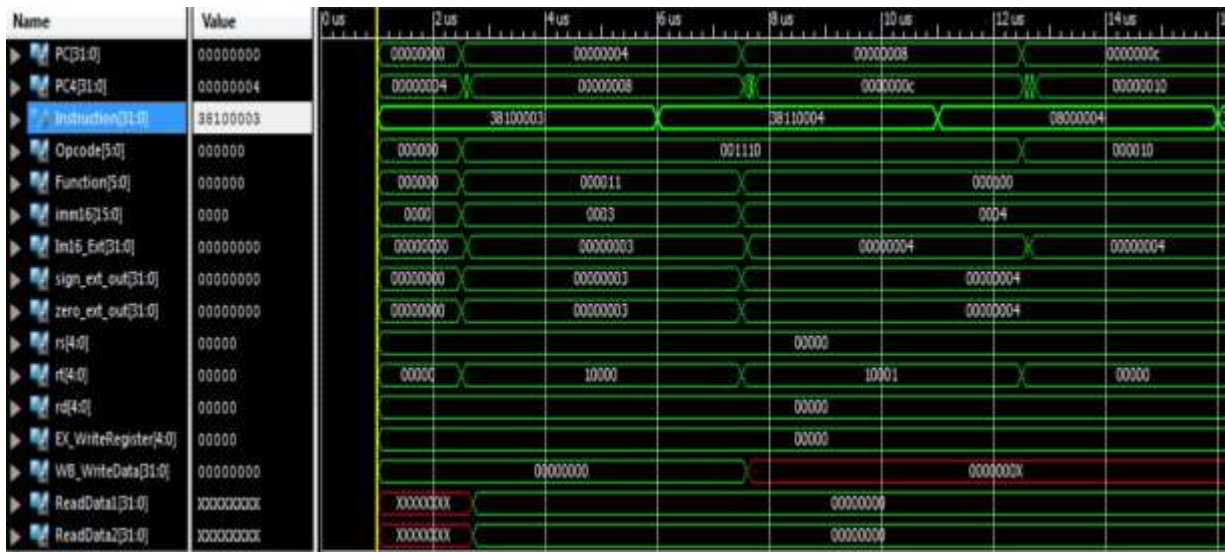 Name Value 0 us 2 us 4 us 6 us 8 us 10 us 12 us 14 us
PC[31:0] 00000000 00000000 00000004 00000008 0000000c
PC4[31:0] 00000004 00000004 00000008 0000000c 00000010
Instruction[31:0] 38100003 38100003 38110004 08000004
Opcode[5:0] 000000 000000 001110 000010
Function[5:0] 000000 000000 000011 000100
imm16[15:0] 0000 0000 0003 0004
Im16_Ext[31:0] 00000000 00000000 00000003 00000004 00000004
sign_ext_out[31:0] 00000000 00000000 00000003 00000004
zero_ext_out[31:0] 00000000 00000000 00000003 00000004
rs[4:0] 00000 00000
rt[4:0] 00000 00000 10000 10001 00000
rd[4:0] 00000 00000
EX_WriteRegister[4:0] 00000 00000
WB_WriteData[31:0] 00000000 00000000 0000000X
ReadData1[31:0] XXXXXXXX XXXXXXXX 00000000
ReadData2[31:0] XXXXXXXX XXXXXXXX 00000000